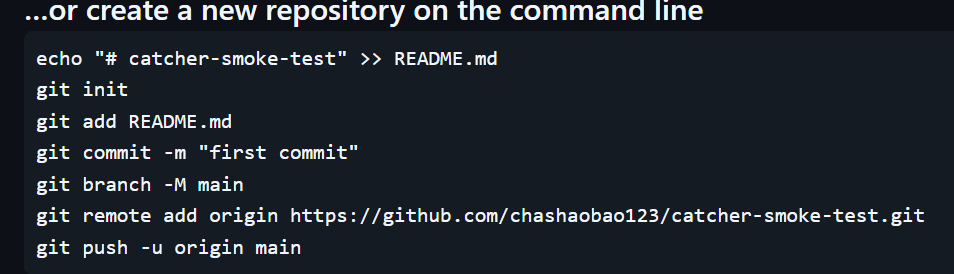 ...or create a new repository on the command line
echo "# catcher-smoke-test" >> README.md
git init
git add README.md
git commit -m "first commit"
git branch -M main
git remote add origin https://github.com/chashaobao123/catcher-smoke-test.git
git push -u origin main